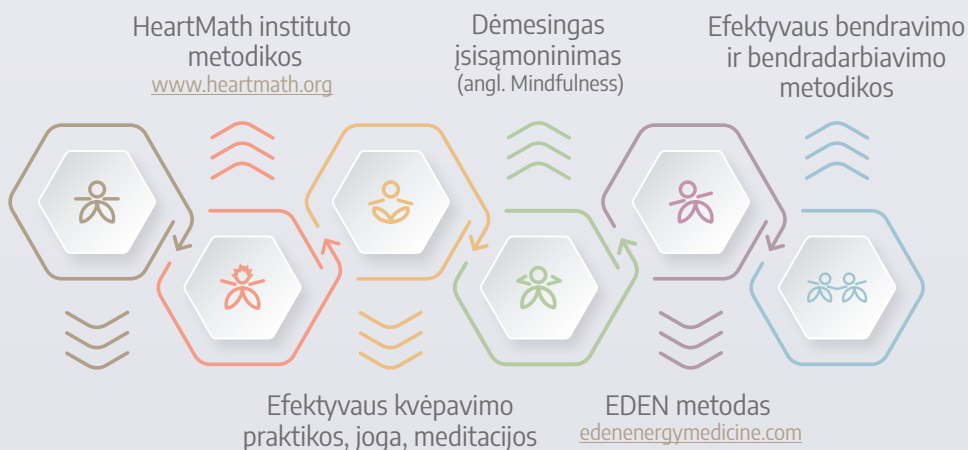 HeartMath instituto
metodikos
www.heartmath.org
Dėmesingas
įsisąmoninimas
(angl. Mindfulness)
Efektyvaus bendravimo
ir bendradarbiavimo
metodikos
Efektyvaus kvėpavimo
praktikos, joga, meditacijos
EDEN metodas
edenenergymedicine.com